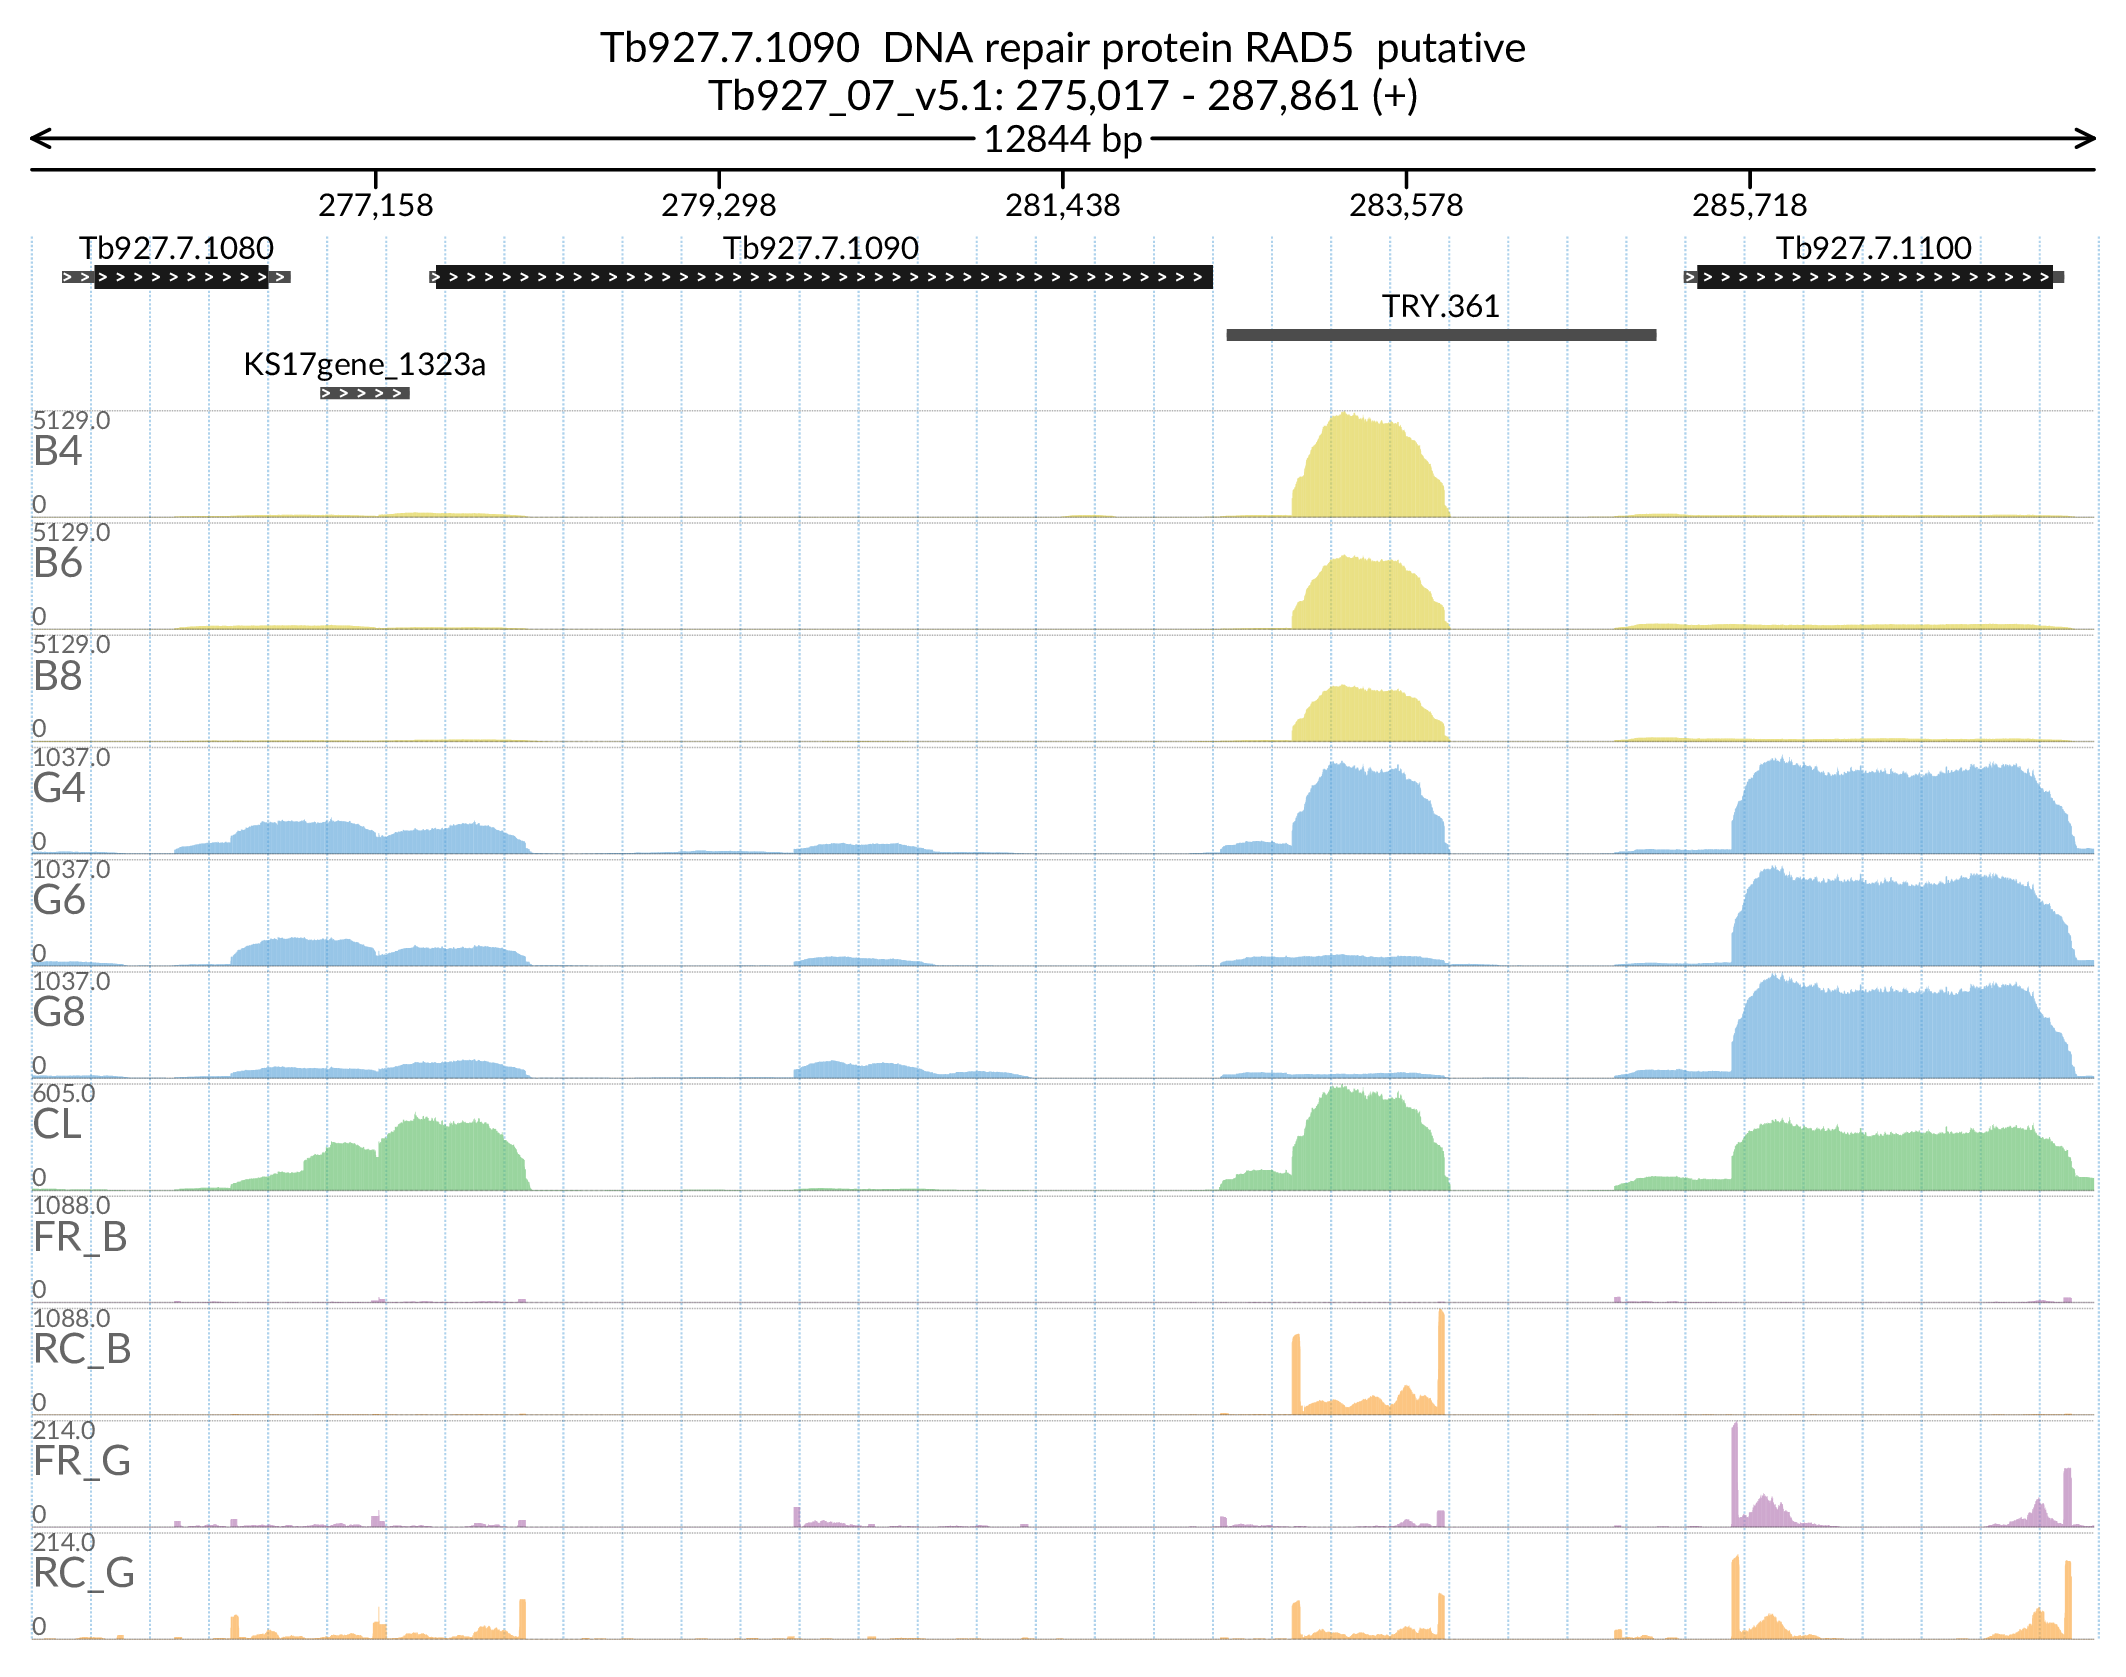 Tb927.7.1090  DNA repair protein RAD5  putative
Tb927_07_v5.1: 275,017 - 287,861 (+)
12844 bp
277,158 279,298 281,438 283,578 285,718
Tb927.7.1080 Tb927.7.1090 Tb927.7.1100
TRY.361
KS17gene_1323a
5129.0
B4
0
5129.0
B6
0
5129.0
B8
0
1037.0
G4
0
1037.0
G6
0
1037.0
G8
0
605.0
CL
0
1088.0
FR_B
0
1088.0
RC_B
0
214.0
FR_G
0
214.0
RC_G
0